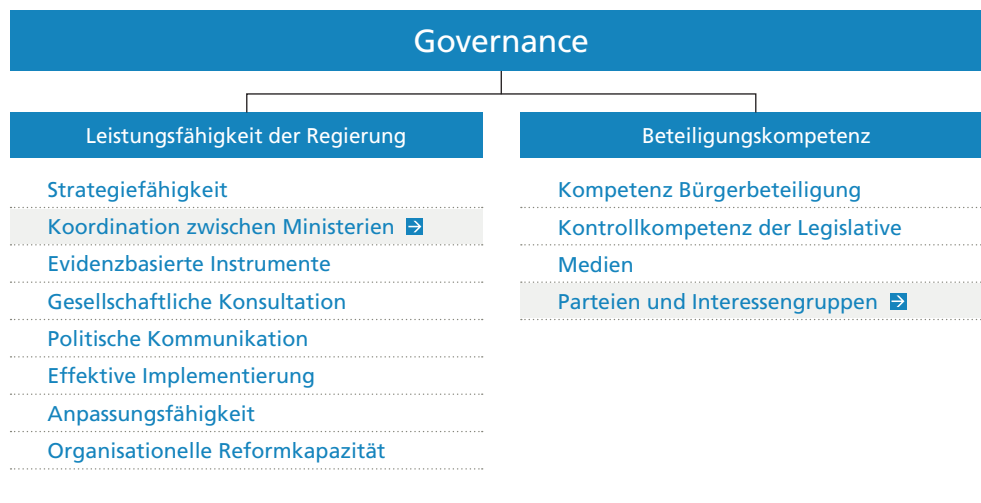 Governance
Leistungsfähigkeit der Regierung
Strategiefähigkeit
Koordination zwischen Ministerien
Evidenzbasierte Instrumente
Gesellschaftliche Konsultation
Politische Kommunikation
Effektive Implementierung
Anpassungsfähigkeit
Organisationelle Reformkapazität
Beteiligungskompetenz
Kompetenz Bürgerbeteiligung
Kontrollkompetenz der Legislative
Medien
Parteien und Interessengruppen